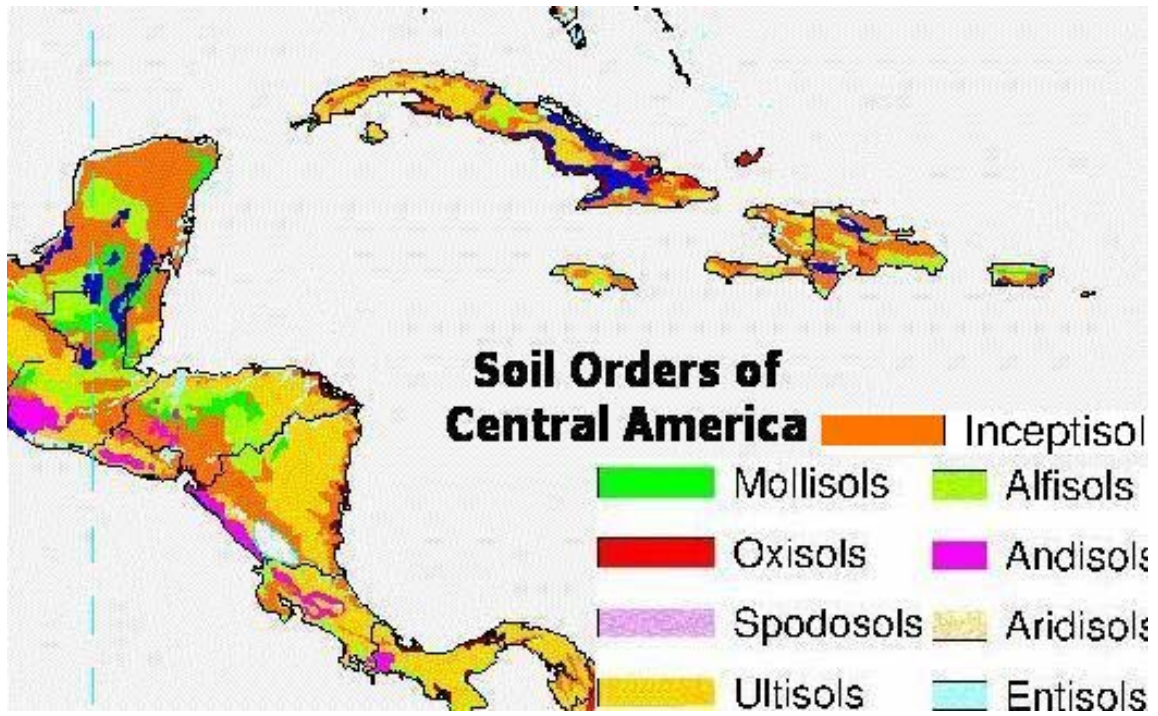 Soil Orders of
Central America
Inceptisol
Mollisols
Alfisols
Oxisols
Andisols
Spodosols
Aridisols
Ultisols
Entisols